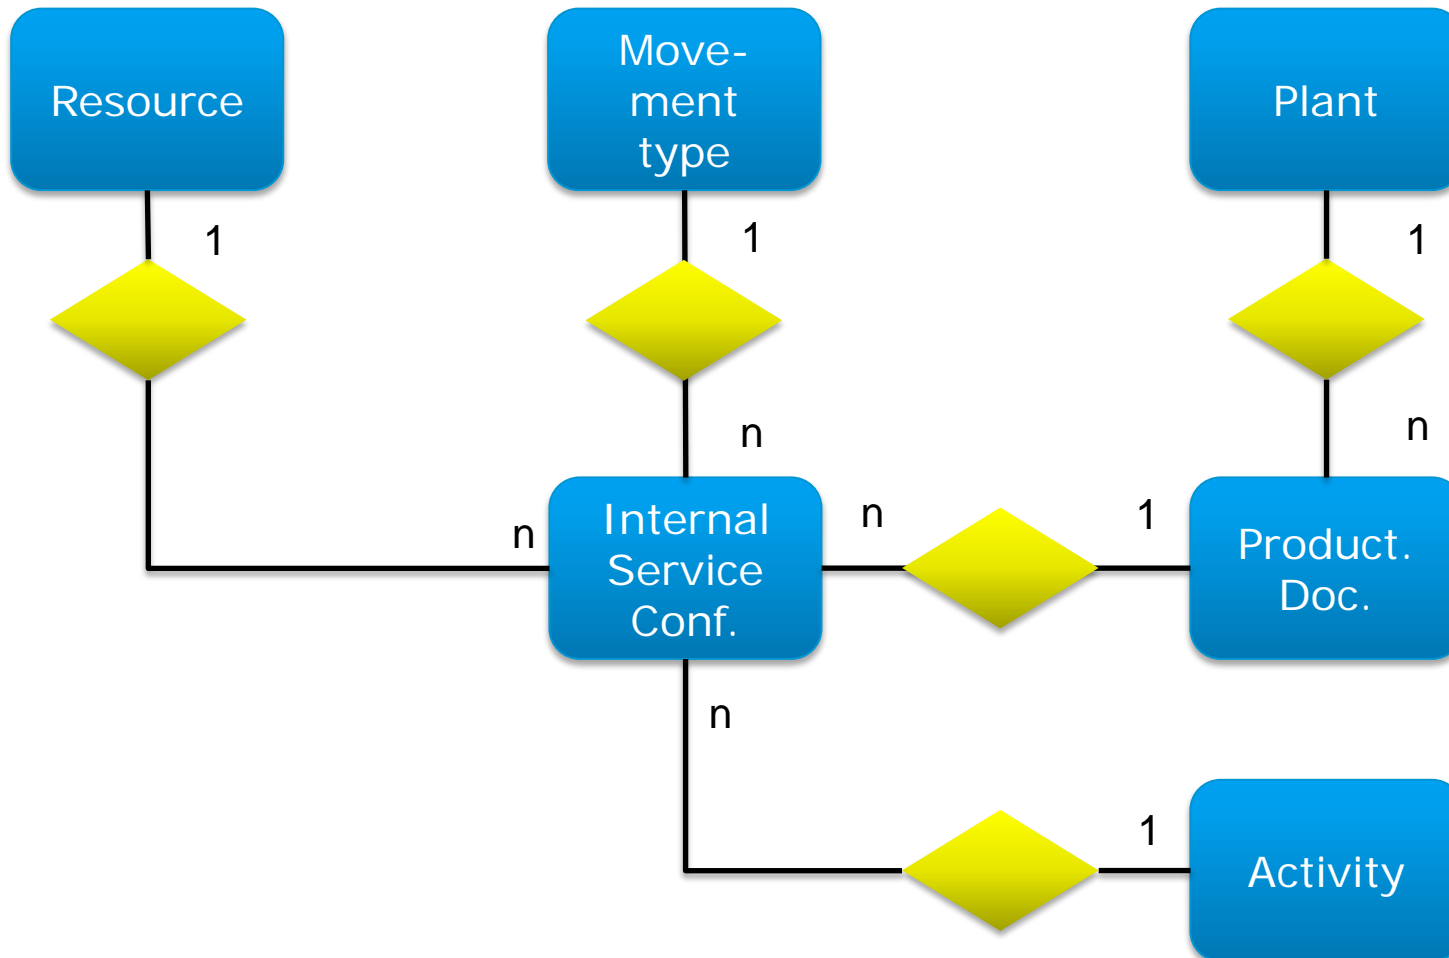 Resource
Move-
ment
type
Plant
1
1
1
n
n
n
Internal
Service
Conf.
n
1
Product.
Doc.
n
1
Activity